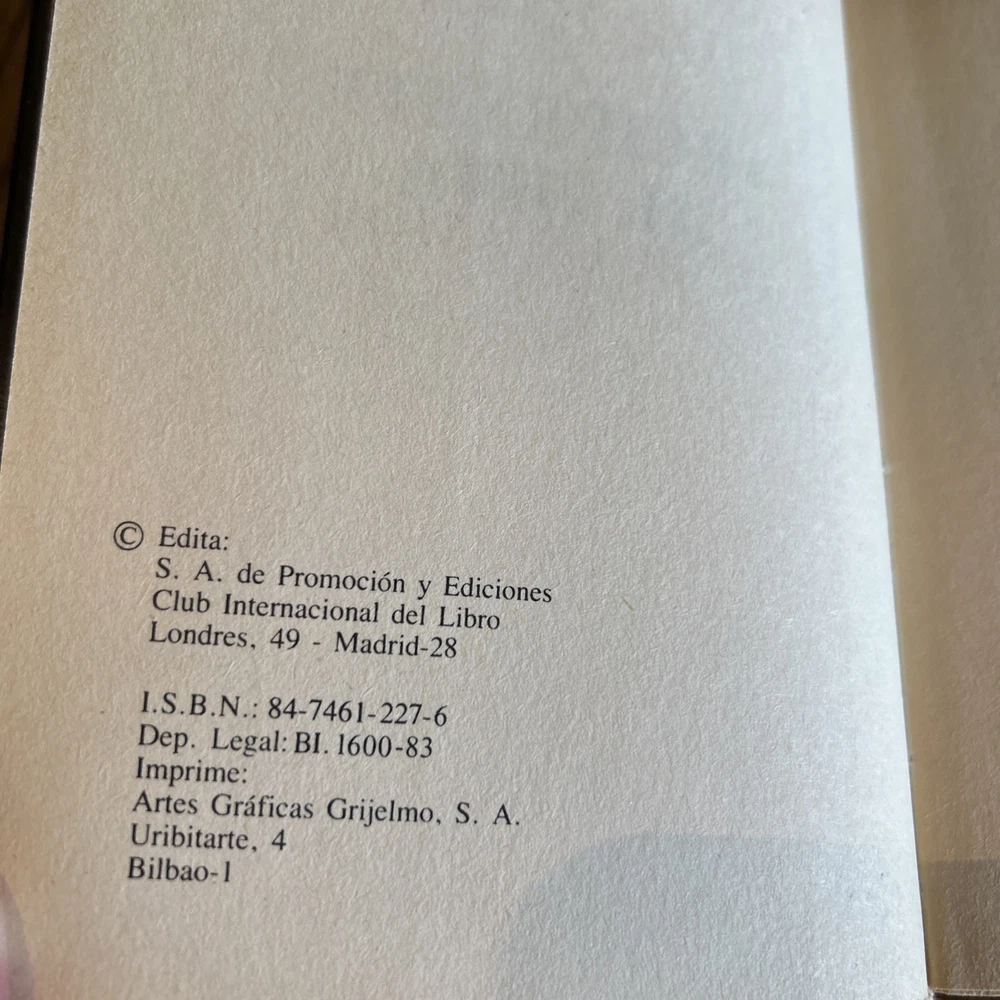 © Edita:
S. A. de Promoción y Ediciones
Club Internacional del Libro
Londres, 49 - Madrid-28
I.S.B.N.: 84-7461-227-6
Dep. Legal: BI. 1600-83
Imprime:
Artes Gráficas Grijelmo, S. A.
Uribitarte, 4
Bilbao-1